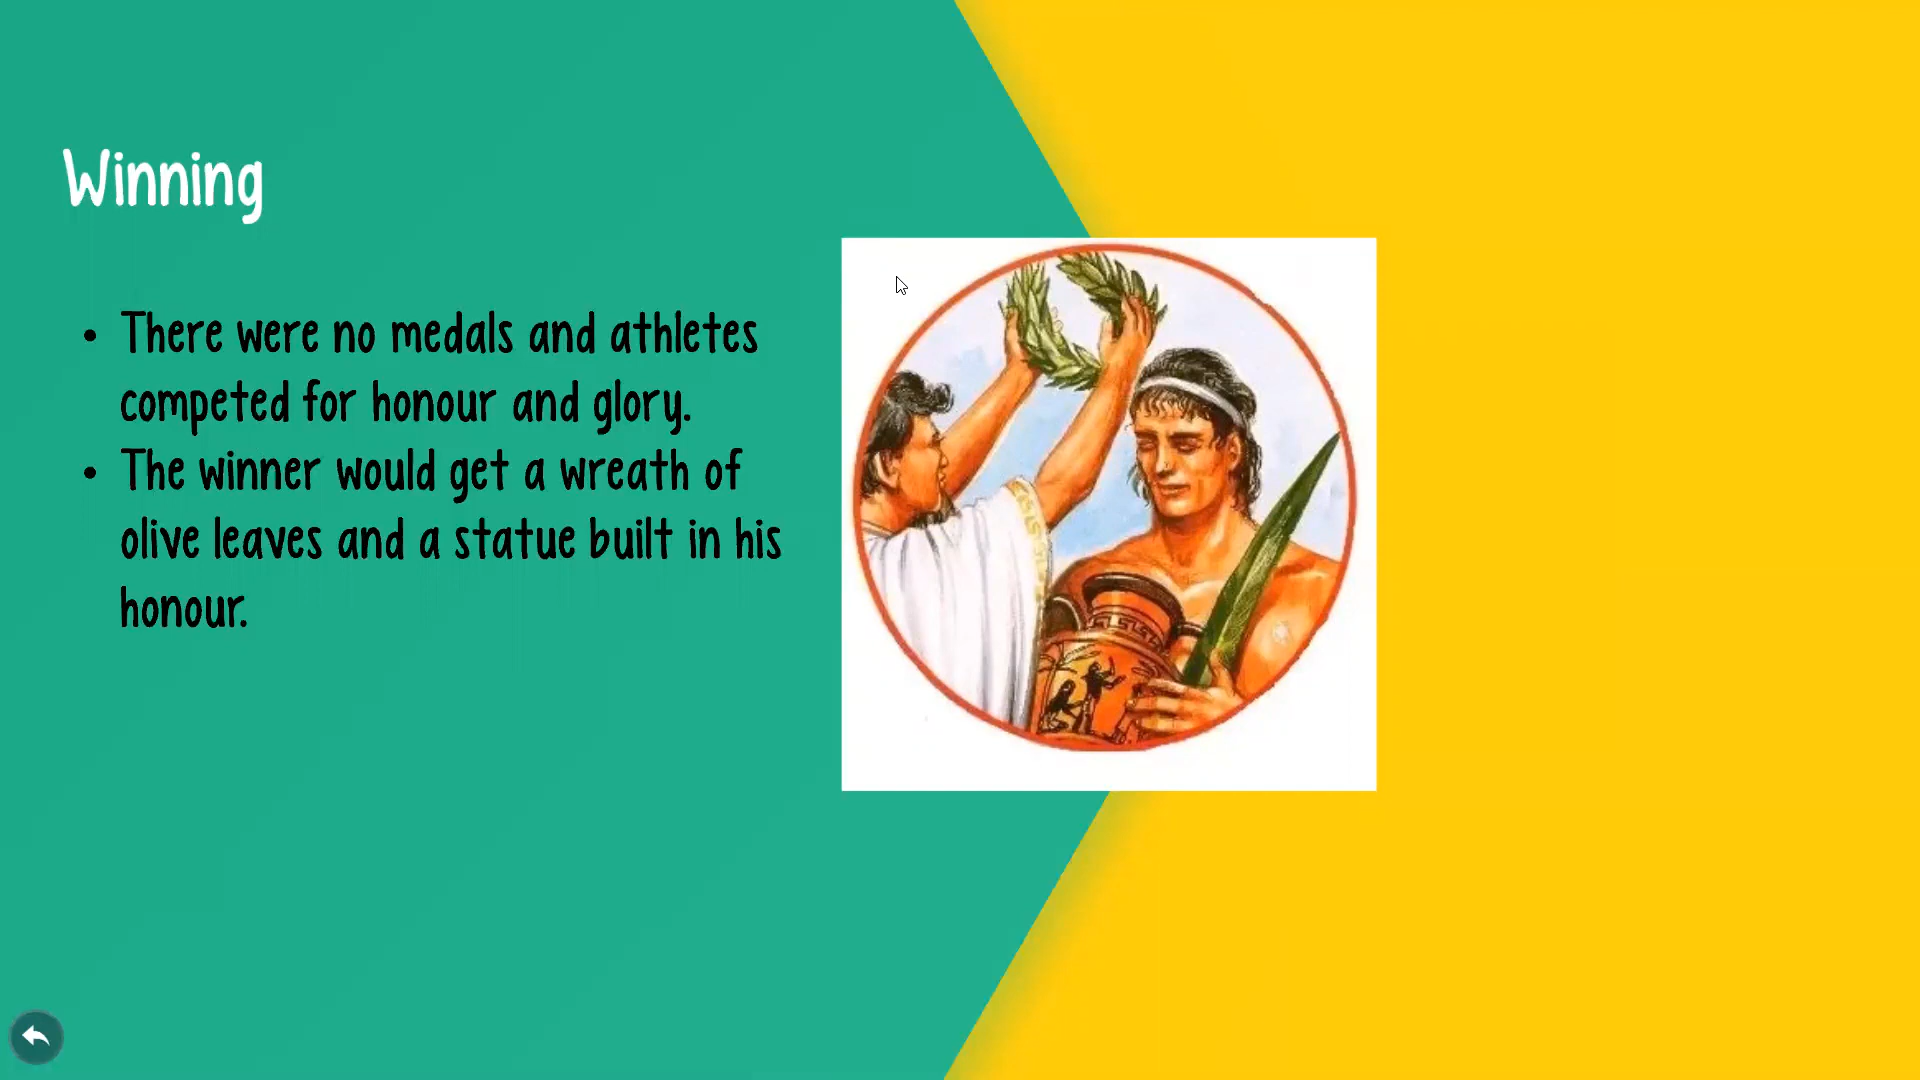 Winning
• There were no medals and athletes
competed for honour and glory.
• The winner would get a wreath of
olive leaves and a statue built in his
honour.